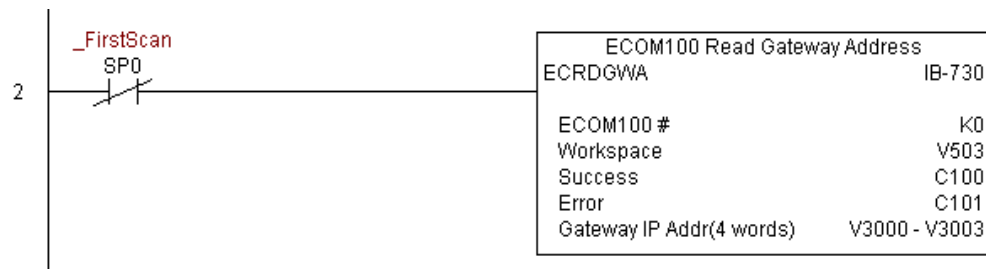 _FirstScan
SP0
2
ECOM100 Read Gateway Address
ECRDGWA IB-730
ECOM100 # K0
Workspace V503
Success C100
Error C101
Gateway IP Addr(4 words) V3000 - V3003